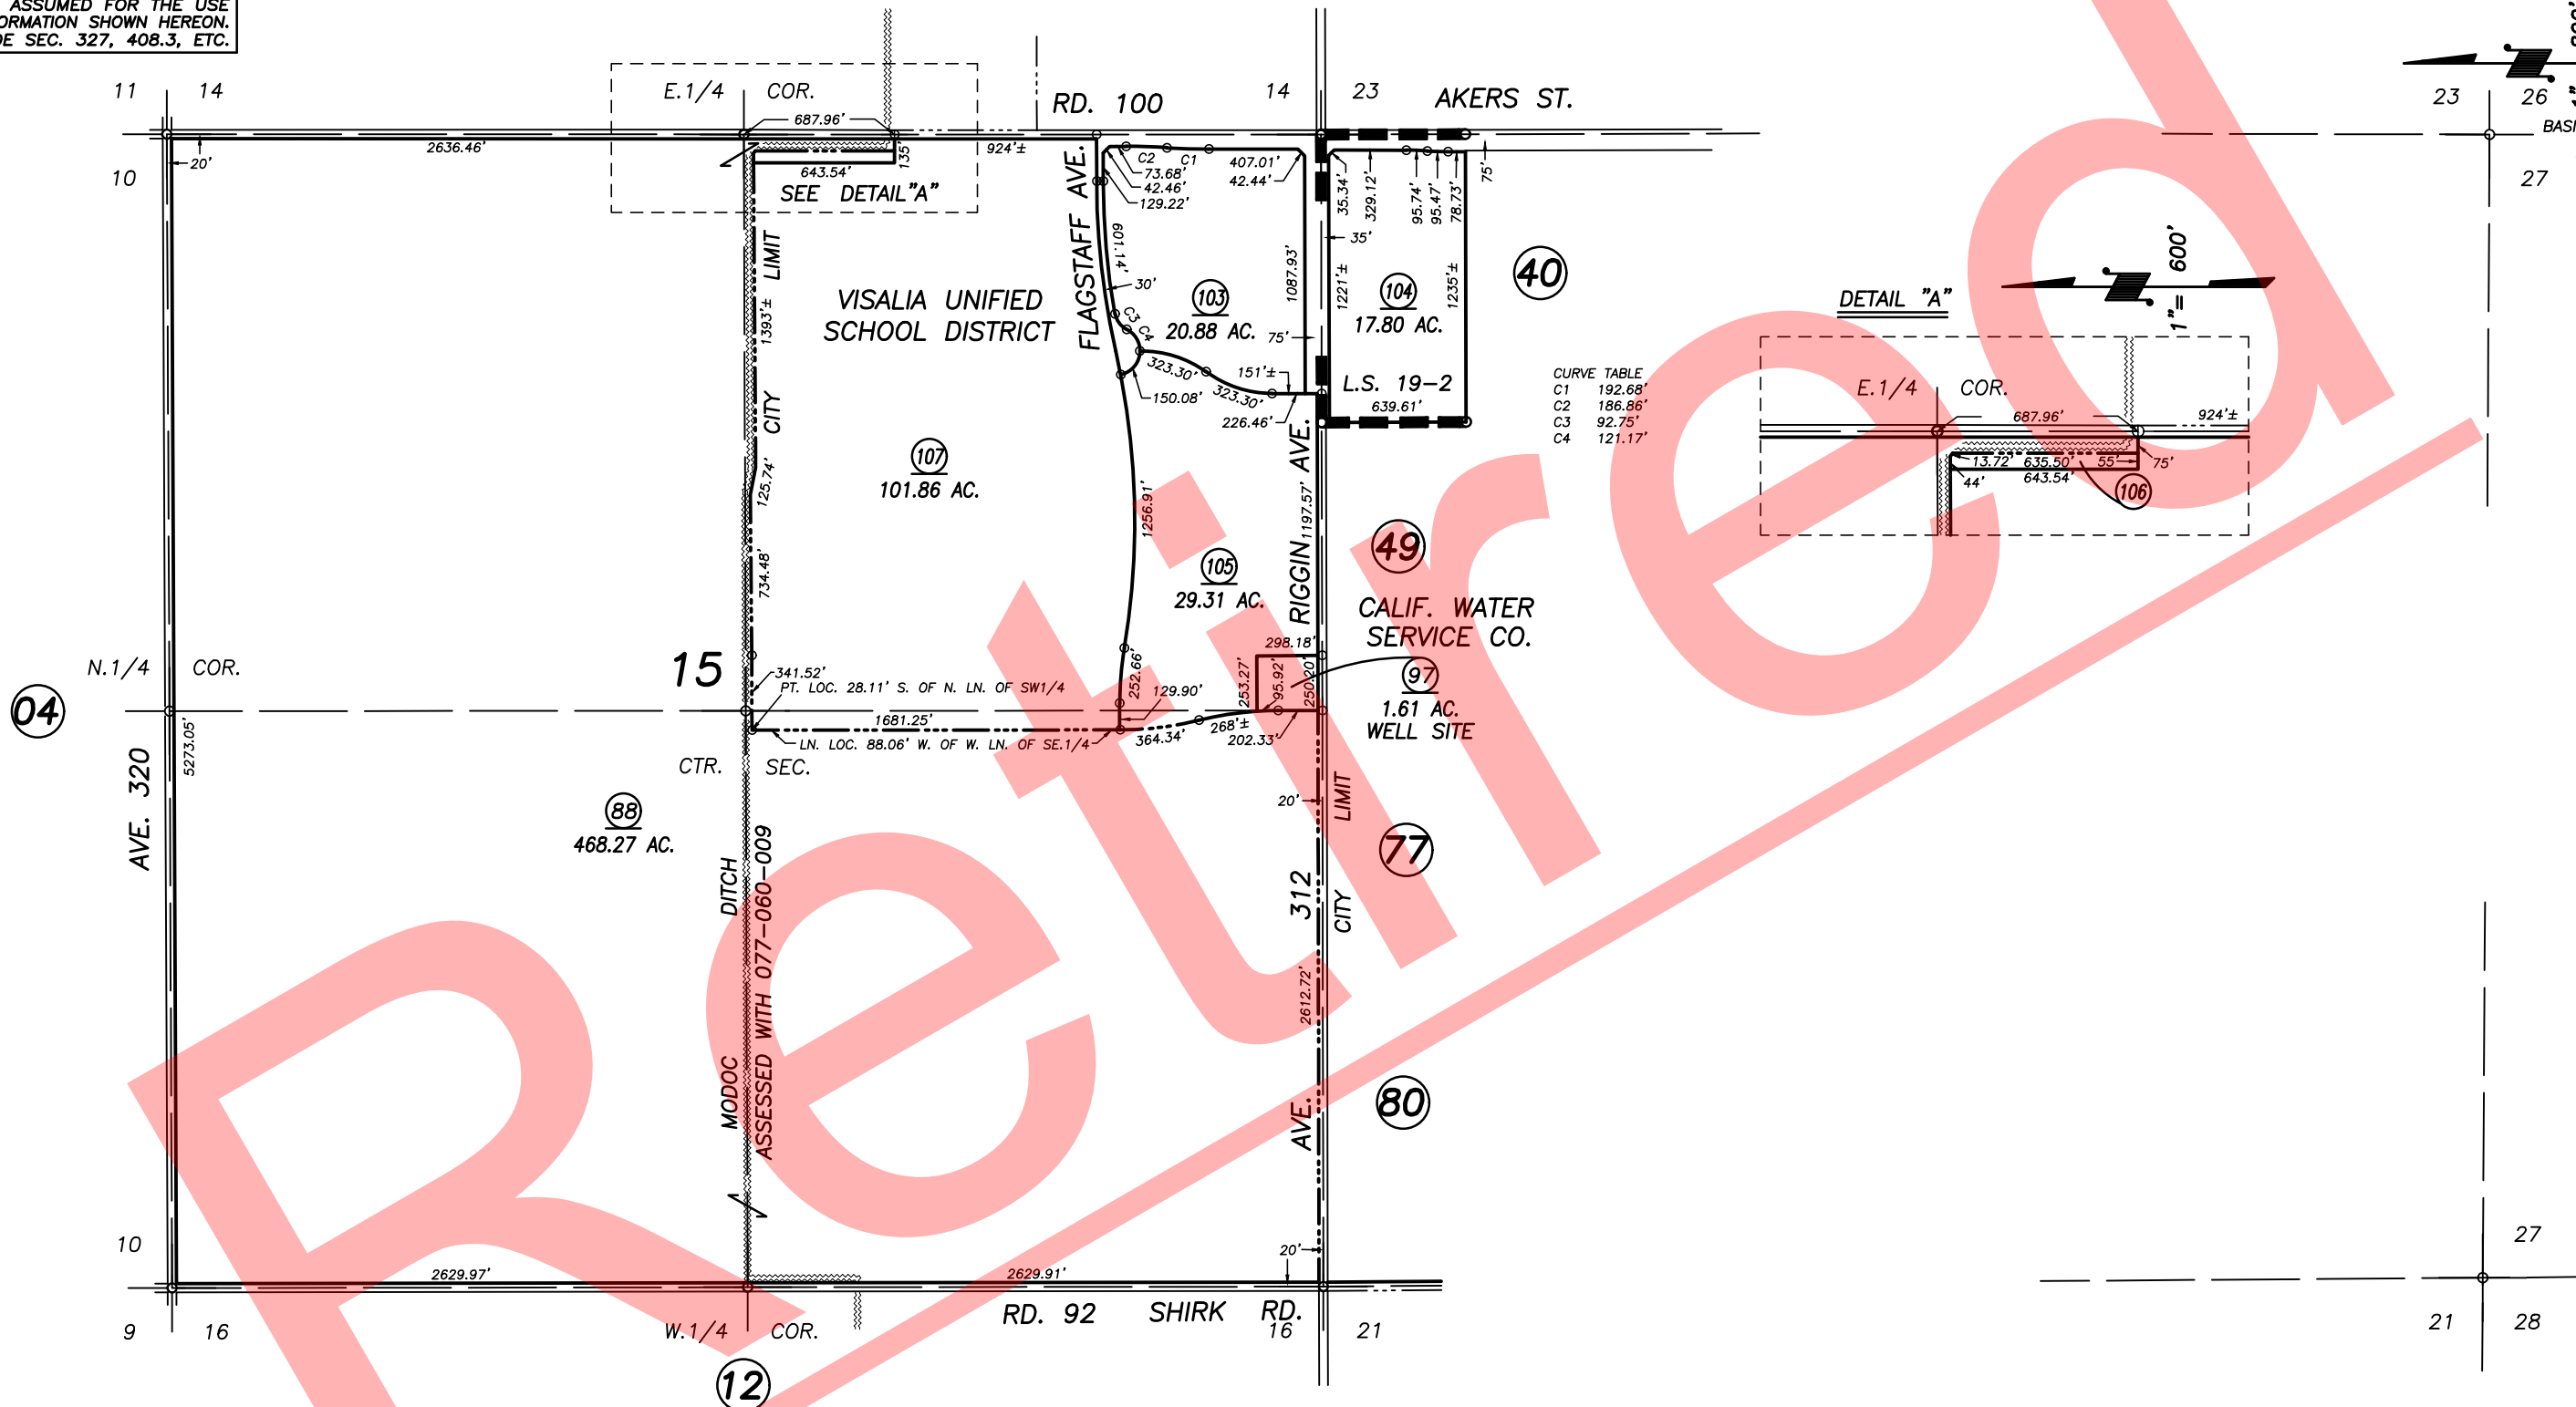 ASSUMED FOR THE USE
ORMATION SHOWN HEREON.
DE SEC. 327, 408.3, ETC.
11 14
E.1/4 COR.
RD. 100
14 23
AKERS ST.
23 26
BASI
27
10
20'
2636.46'
687.96'
643.54'
135'
SEE DETAIL"A"
924'±
FLAGSTAFF AVE.
C2 C1
73.68'
42.46'
129.22'
407.01'
42.44'
601.14'
30'
103
20.88 AC.
1087.93'
75'
C3 C4
323.30'
323.30'
150.08'
151'±
226.46'
35.34'
329.12'
95.74'
95.47'
78.73'
75'
35'
1221'±
104
17.80 AC.
1235'±
L.S. 19-2
639.61'
40
CURVE TABLE
C1 192.68'
C2 186.86'
C3 92.75'
C4 121.17'
DETAIL "A"
1"= 600'
E.1/4 COR.
687.96'
924'±
13.72' 635.50' 55'
75'
44'
643.54'
106
CITY LIMIT
1393'±
125.74'
734.48'
VISALIA UNIFIED
SCHOOL DISTRICT
107
101.86 AC.
1256.91'
105
29.31 AC.
RIGGIN AVE.
1197.57'
49
CALIF. WATER
SERVICE CO.
97
1.61 AC.
WELL SITE
298.18'
253.27'
95.92'
250.20'
252.66'
129.90'
15
341.52'
PT. LOC. 28.11' S. OF N. LN. OF SW1/4
1681.25'
LN. LOC. 88.06' W. OF W. LN. OF SE.1/4
364.34'
268'±
202.33'
N.1/4 COR.
04
AVE. 320
5273.05'
CTR. SEC.
88
468.27 AC.
MODOC DITCH
ASSESSED WITH 077-060-009
20'
CITY LIMIT
77
AVE. 312
2612.72'
80
20'
10
2629.97'
2629.91'
RD. 92 SHIRK RD.
9 16
W.1/4 COR.
16 21
12
27
21 28
Retired